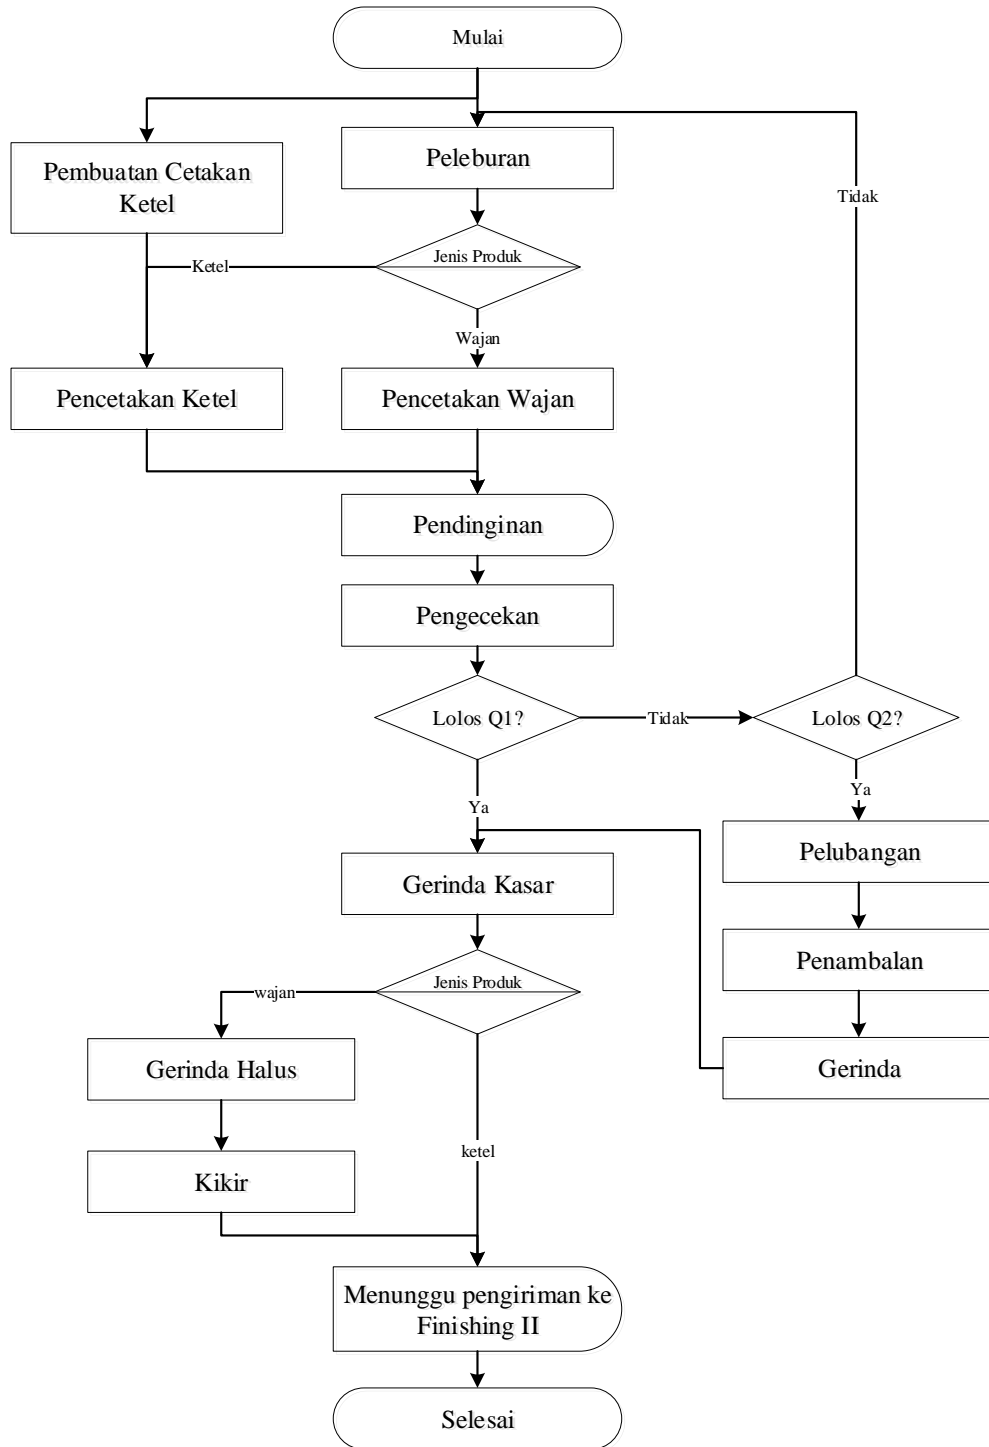 Mulai
Pembuatan Cetakan
Ketel
Peleburan
Tidak
Jenis Produk
Ketel
Wajan
Pencetakan Ketel
Pencetakan Wajan
Pendinginan
Pengecekan
Lolos Q1?
Tidak
Lolos Q2?
Ya
Ya
Pelubangan
Gerinda Kasar
Penambalan
Jenis Produk
wajan
Gerinda Halus
Gerinda
ketel
Kikir
Menunggu pengiriman ke
Finishing II
Selesai